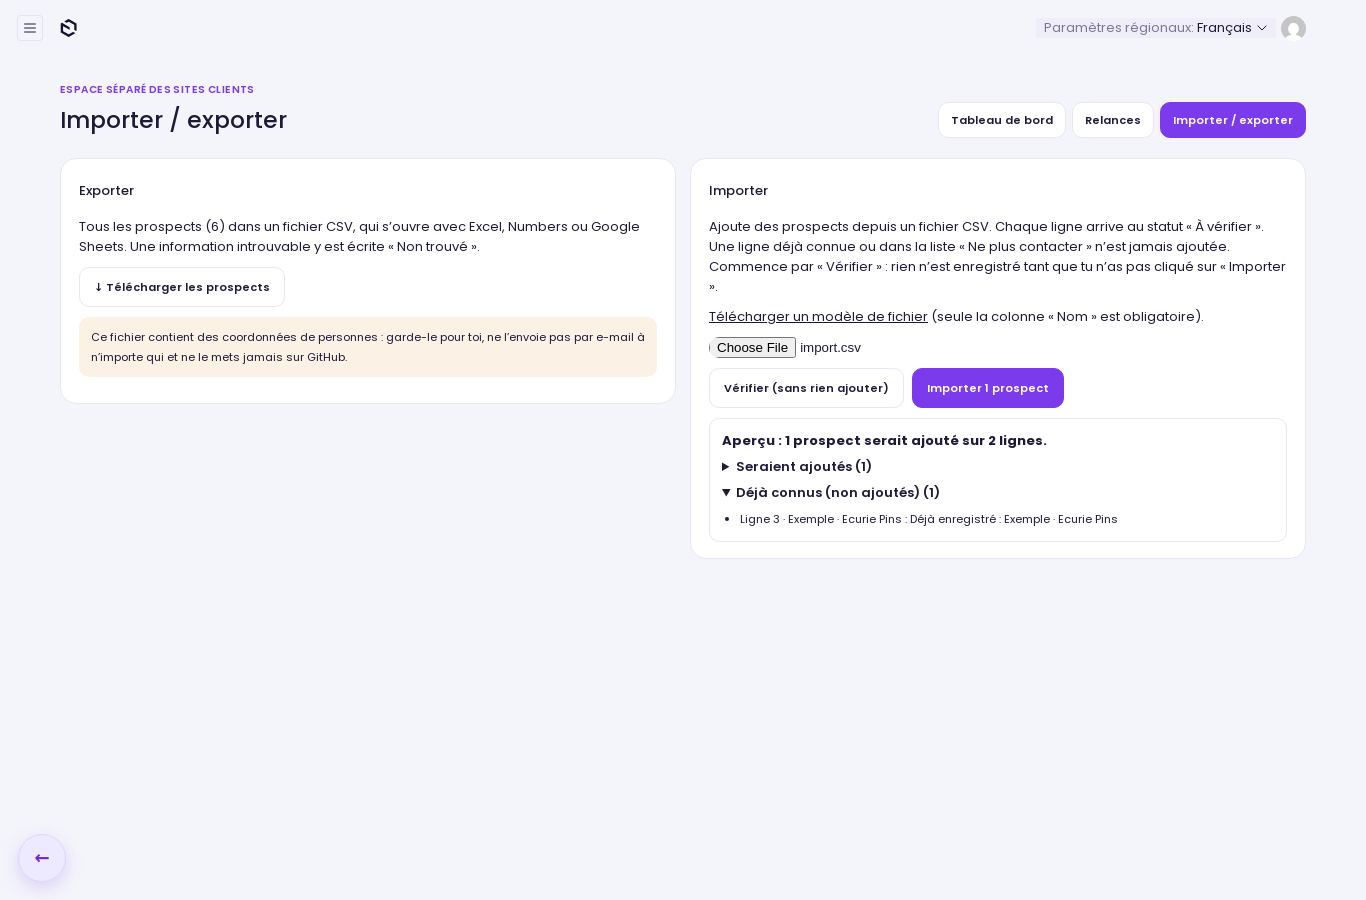 Paramètres régionaux: Français
ESPACE SÉPARÉ DES SITES CLIENTS
Importer / exporter
Tableau de bord
Relances
Importer / exporter
Exporter
Tous les prospects (6) dans un fichier CSV, qui s’ouvre avec Excel, Numbers ou Google
Sheets. Une information introuvable y est écrite « Non trouvé ».
↓ Télécharger les prospects
Ce fichier contient des coordonnées de personnes : garde-le pour toi, ne l’envoie pas par e-mail à
n’importe qui et ne le mets jamais sur GitHub.
Importer
Ajoute des prospects depuis un fichier CSV. Chaque ligne arrive au statut « À vérifier ».
Une ligne déjà connue ou dans la liste « Ne plus contacter » n’est jamais ajoutée.
Commence par « Vérifier » : rien n’est enregistré tant que tu n’as pas cliqué sur « Importer
».
Télécharger un modèle de fichier (seule la colonne « Nom » est obligatoire).
Choose File import.csv
Vérifier (sans rien ajouter)
Importer 1 prospect
Aperçu : 1 prospect serait ajouté sur 2 lignes.
Seraient ajoutés (1)
Déjà connus (non ajoutés) (1)
Ligne 3 · Exemple · Ecurie Pins : Déjà enregistré : Exemple · Ecurie Pins